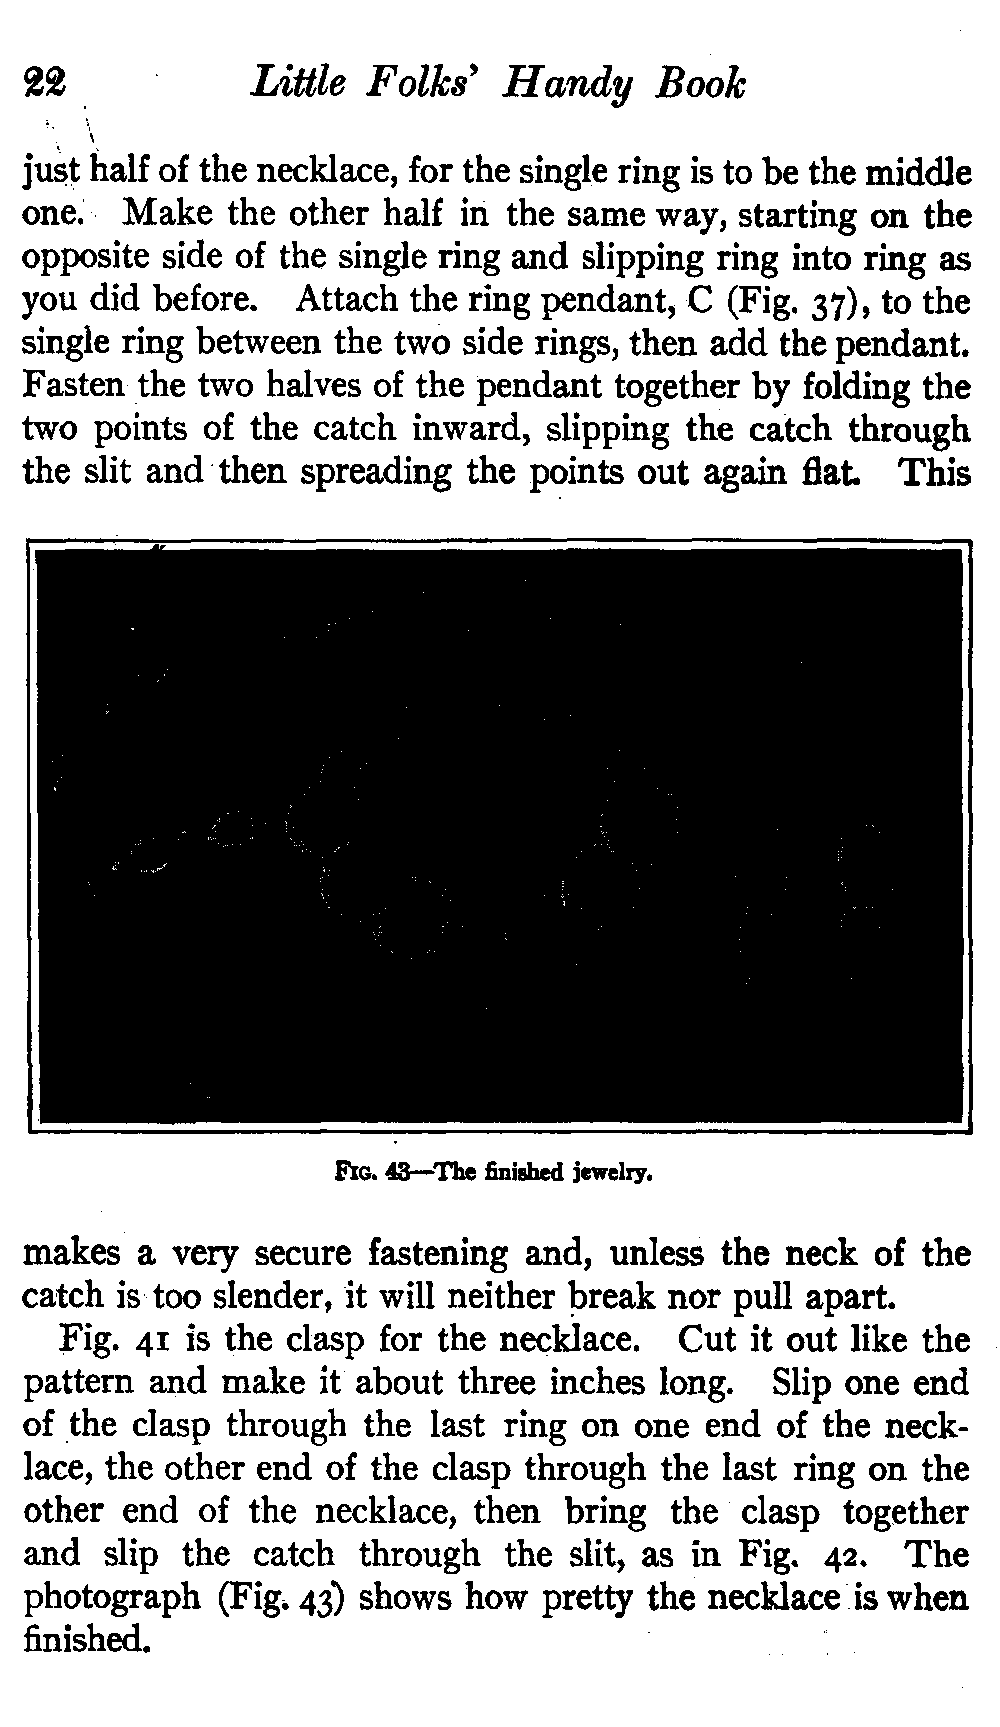 22 Little Folks' Handy Book
just half of the necklace, for the single ring is to be the middle
one. Make the other half in the same way, starting on the
opposite side of the single ring and slipping ring into ring as
you did before. Attach the ring pendant, C (Fig. 37), to the
single ring between the two side rings, then add the pendant.
Fasten the two halves of the pendant together by folding the
two points of the catch inward, slipping the catch through
the slit and then spreading the points out again flat. This
FIG. 43—The finished jewelry.
makes a very secure fastening and, unless the neck of the
catch is too slender, it will neither break nor pull apart.
Fig. 41 is the clasp for the necklace. Cut it out like the
pattern and make it about three inches long. Slip one end
of the clasp through the last ring on one end of the neck-
lace, the other end of the clasp through the last ring on the
other end of the necklace, then bring the clasp together
and slip the catch through the slit, as in Fig. 42. The
photograph (Fig. 43) shows how pretty the necklace is when
finished.